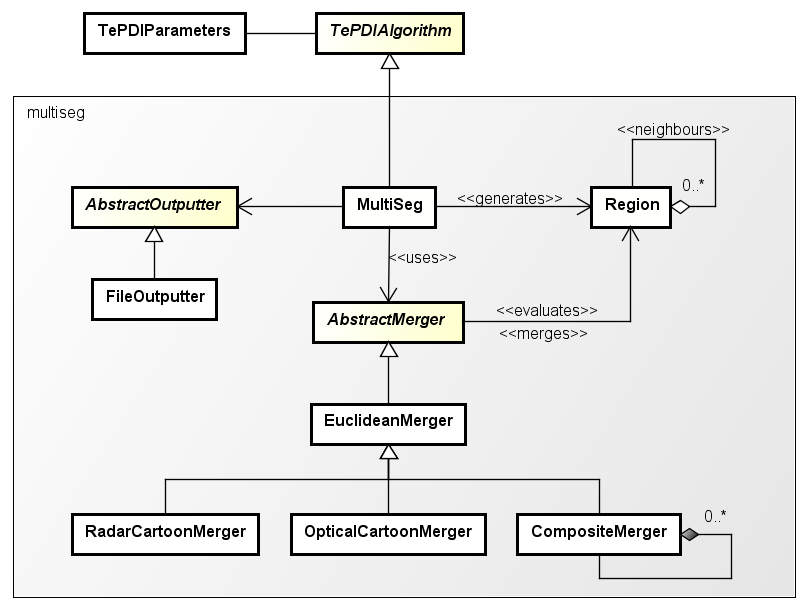 TePDIParameters
TePDIAlgorithm
multiseg
<<neighbours>>
0..*
AbstractOutputter
MultiSeg
<<generates>>
Region
<<uses>>
FileOutputter
AbstractMerger
<<evaluates>>
<<merges>>
EuclideanMerger
RadarCartoonMerger
OpticalCartoonMerger
CompositeMerger
0..*